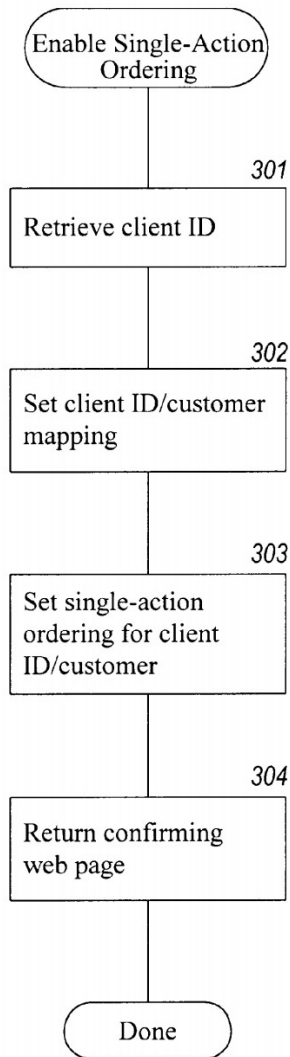 Enable Single-Action
Ordering
301
Retrieve client ID
302
Set client ID/customer
mapping
303
Set single-action
ordering for client
ID/customer
304
Return confirming
web page
Done